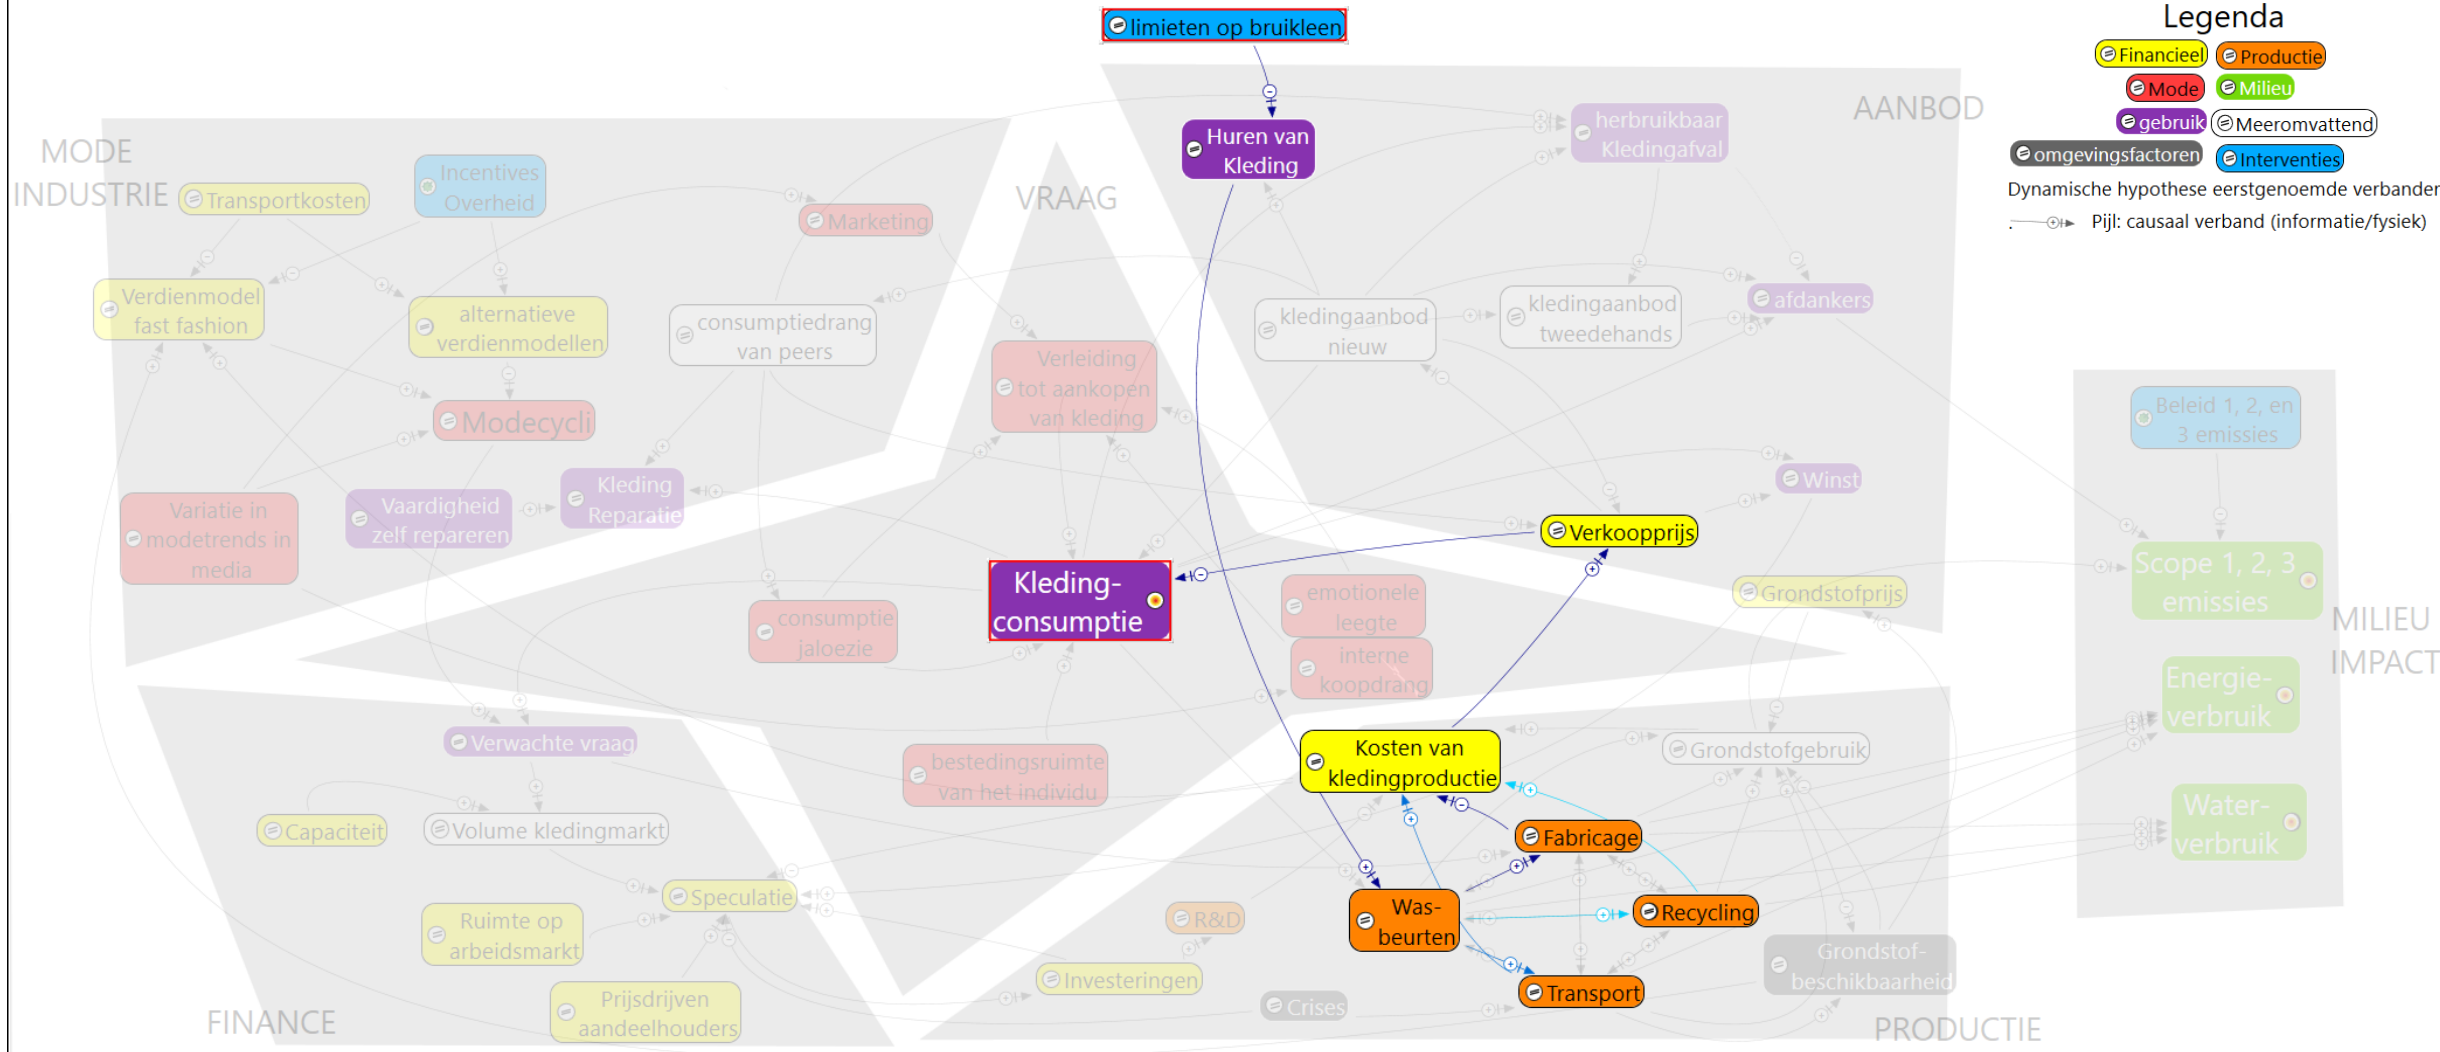 limieten op bruikleen
Legenda
Financieel
Productie
Mode
Milieu
gebruik
Meeromvattend
omgevingsfactoren
Interventies
Dynamische hypothese eerstgenoemde verbander
Pijl: causaal verband (informatie/fysiek)
MODE
INDUSTRIE
Transportkosten
Incentives
Overheid
Marketing
VRAAG
Huren van
Kleding
herbruikbaar
Kledingafval
AANBOD
Verdienmodel
fast fashion
alternatieve
verdienmodellen
consumptiedrang
van peers
Verleiding
tot aankopen
van kleding
kledingaanbod
nieuw
kledingaanbod
tweedehands
afdankers
Modecycli
Variatie in
modetrends in
media
Vaardigheid
zelf repareren
Kleding
Reparatie
Winst
Verkoopprijs
Beleid 1, 2, en
3 emissies
Scope 1, 2, 3
emissies
Kleding-
consumptie
consumptie
jaloezie
emotionele
leegte
interne
koopdrang
Grondstofprijs
MILIEU
IMPACT
Energie-
verbruik
Water-
verbruik
Verwachte vraag
bestedingsruimte
van het individu
Kosten van
kledingproductie
Grondstofgebruik
Capaciteit
Volume kledingmarkt
Fabricage
Speculatie
Ruimte op
arbeidsmarkt
R&D
Was-
beurten
Recycling
Investeringen
Prijsdrijven
aandeelhouders
Crises
Transport
Grondstof-
beschikbaarheid
FINANCE
PRODUCTIE